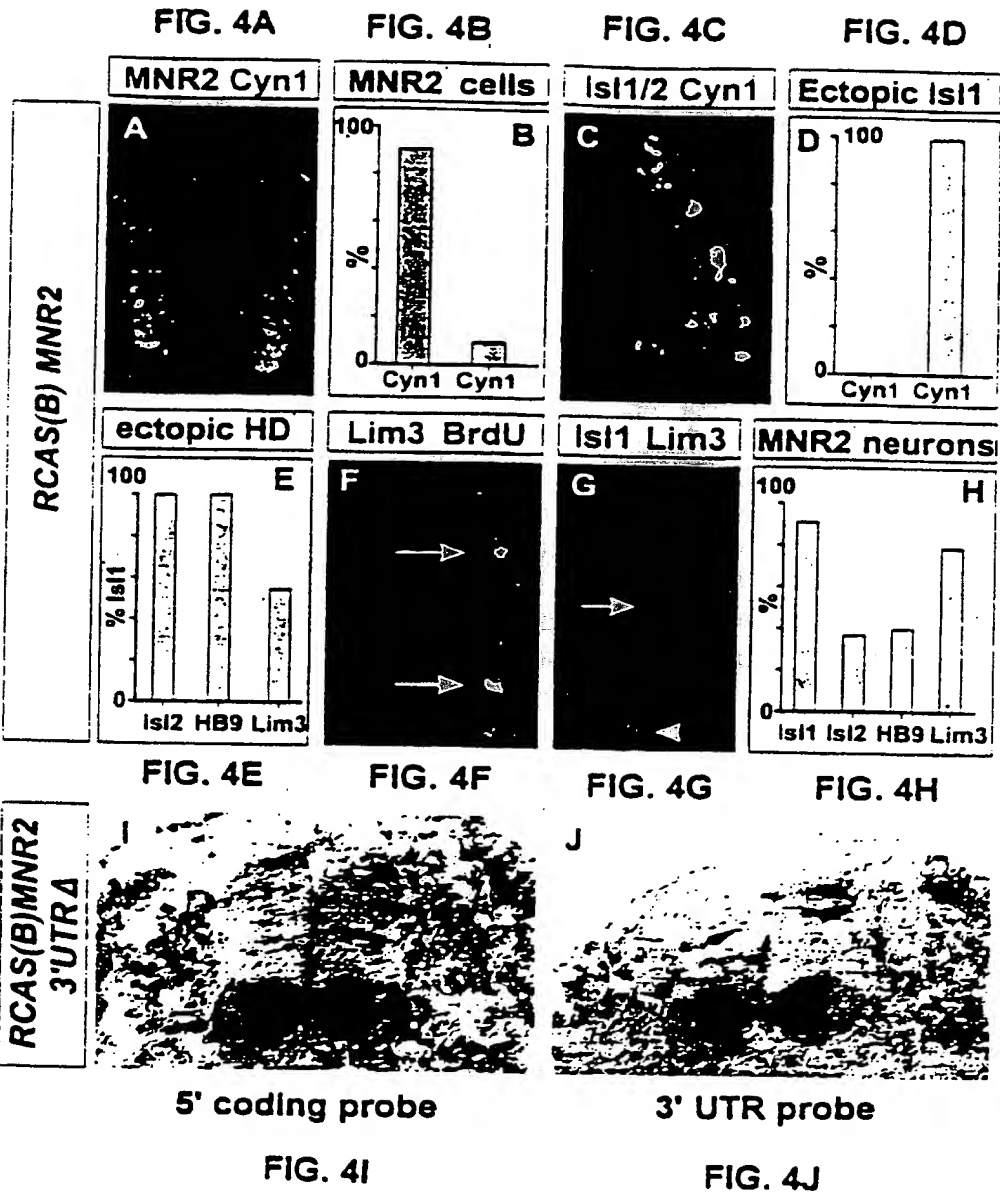 FIG. 4A
FIG. 4B
FIG. 4C
FIG. 4D
MNR2 Cyn1
MNR2 cells
Isl1/2 Cyn1
Ectopic Isl1
RCAS(B) MNR2
A
100
B
%
0
Cyn1 Cyn1
C
D
100
%
0
Cyn1 Cyn1
ectopic HD
Lim3 BrdU
Isl1 Lim3
MNR2 neurons
100
E
% Isl1
0
Isl2 HB9 Lim3
F
G
100
H
%
0
Isl1 Isl2 HB9 Lim3
FIG. 4E
FIG. 4F
FIG. 4G
FIG. 4H
RCAS(B)MNR2
3'UTRΔ
I
J
5' coding probe
3' UTR probe
FIG. 4I
FIG. 4J